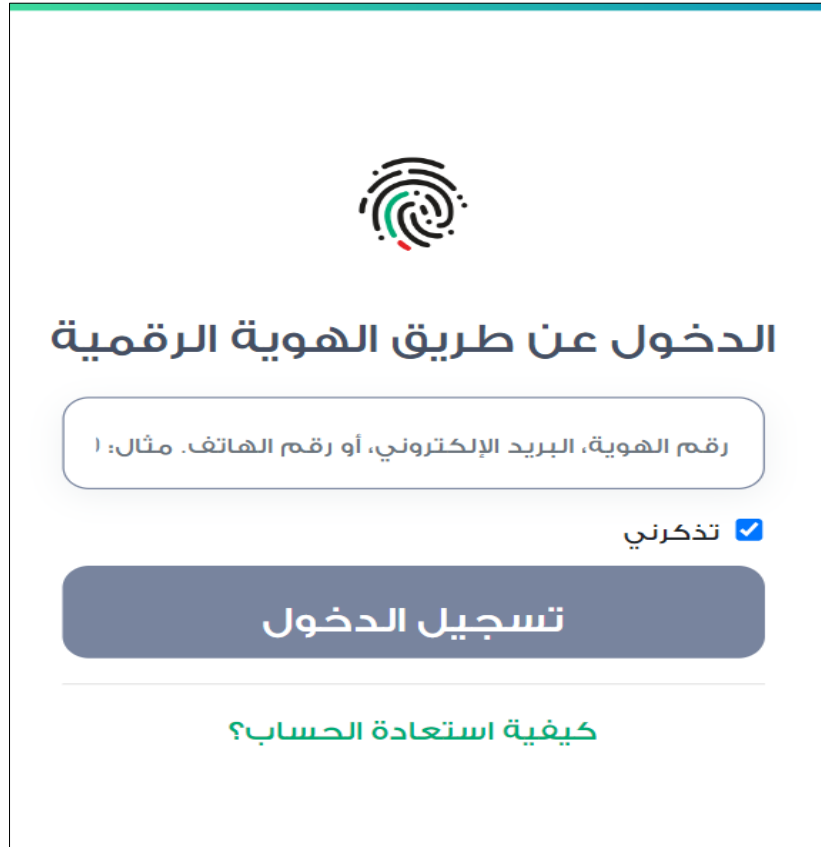 الدخول عن طريق الهوية الرقمية
رقم الهوية، البريد الإلكتروني، أو رقم الهاتف. مثال:
تذكرني
تسجيل الدخول
كيفية استعادة الحساب؟